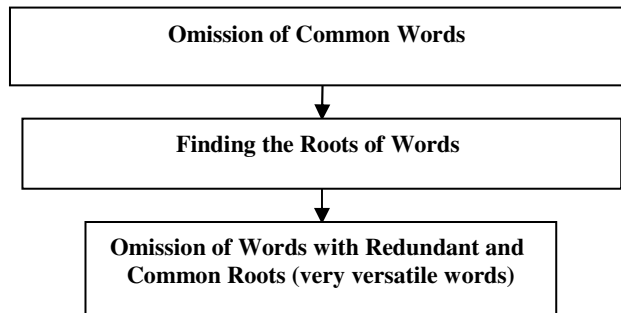 Omission of Common Words
Finding the Roots of Words
Omission of Words with Redundant and
Common Roots (very versatile words)